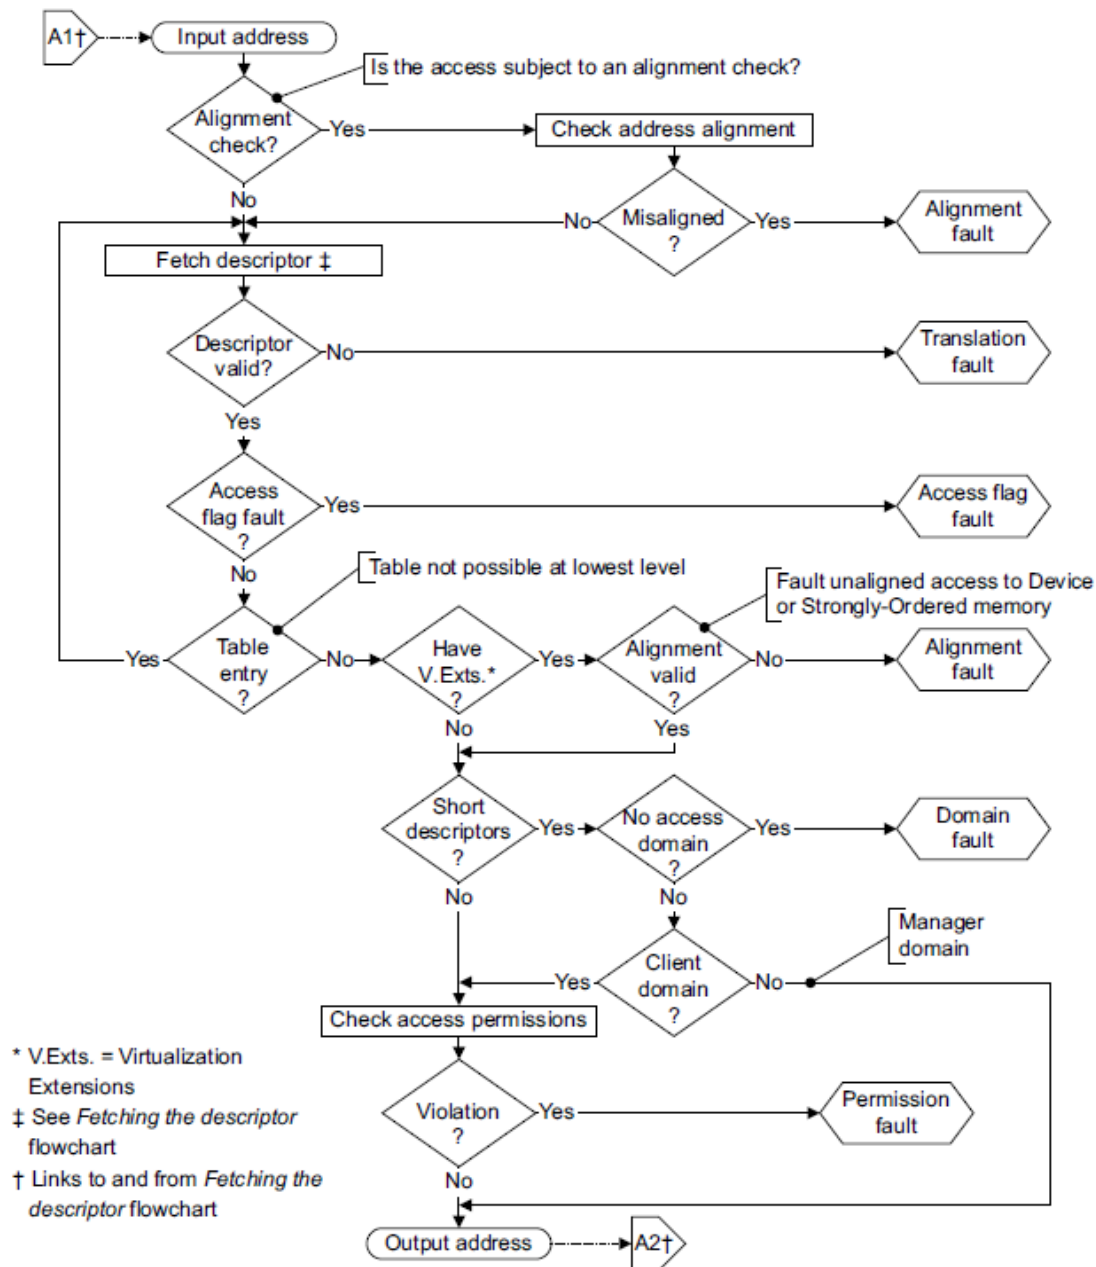 A1†
Input address
Is the access subject to an alignment check?
Alignment
check?
Yes
Check address alignment
No
No
Misaligned
?
Yes
Alignment
fault
Fetch descriptor ‡
Descriptor
valid?
No
Translation
fault
Yes
Access
flag fault
?
Yes
Access flag
fault
No
Table not possible at lowest level
Fault unaligned access to Device
or Strongly-Ordered memory
Yes
Table
entry
?
No
Have
V.Exts.*
?
Yes
Alignment
valid
?
No
Alignment
fault
No
Yes
Short
descriptors
?
Yes
No access
domain
?
Yes
Domain
fault
No
No
Manager
domain
Yes
Client
domain
?
No
Check access permissions
* V.Exts. = Virtualization
Extensions
‡ See Fetching the descriptor
flowchart
† Links to and from Fetching the
descriptor flowchart
Violation
?
Yes
Permission
fault
No
Output address
A2†